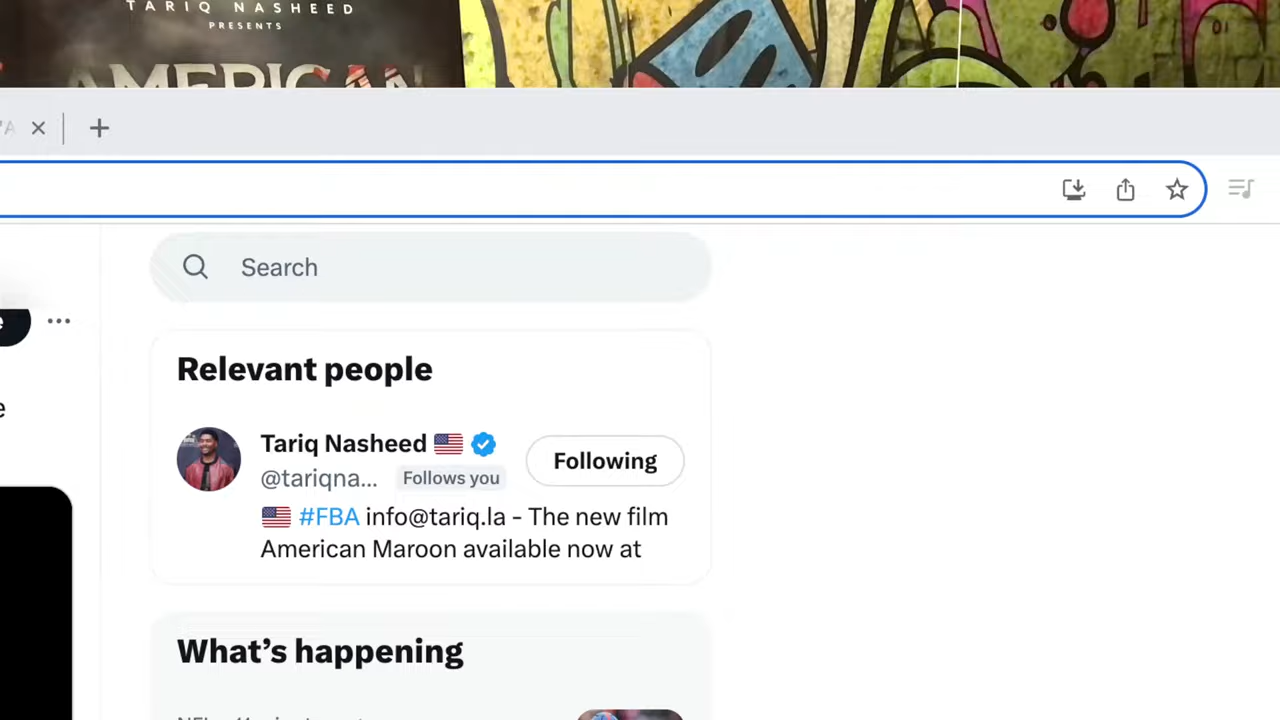 TARIQ NASHEED
PRESENTS
AMERICAN
Search
Relevant people
Tariq Nasheed
@tariqna...
Follows you
Following
#FBA info@tariq.la - The new film
American Maroon available now at
What's happening